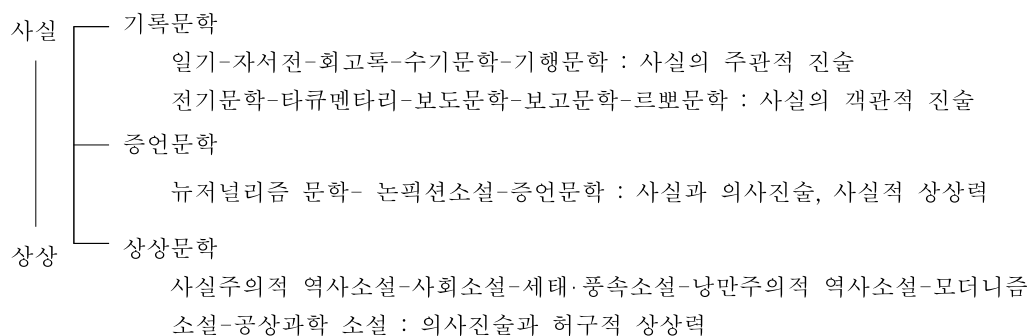 사실
기록문학
일기-자서전-회고록-수기문학-기행문학 : 사실의 주관적 진술
전기문학-타큐멘타리-보도문학-보고문학-르뽀문학 : 사실의 객관적 진술
증언문학
뉴저널리즘 문학- 논픽션소설-증언문학 : 사실과 의사진술, 사실적 상상력
상상
상상문학
사실주의적 역사소설-사회소설-세태·풍속소설-낭만주의적 역사소설-모더니즘
소설-공상과학 소설 : 의사진술과 허구적 상상력